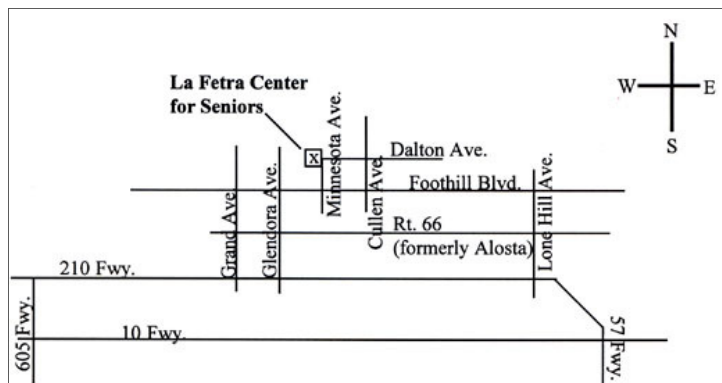 N
W
E
S
La Fetra Center
for Seniors
x
Minnesota Ave.
Dalton Ave.
Cullen Ave.
Foothill Blvd.
Grand Ave.
Glendora Ave.
Rt. 66
(formerly Alosta)
Lone Hill Ave.
210 Fwy.
605 Fwy.
10 Fwy.
57 Fwy.